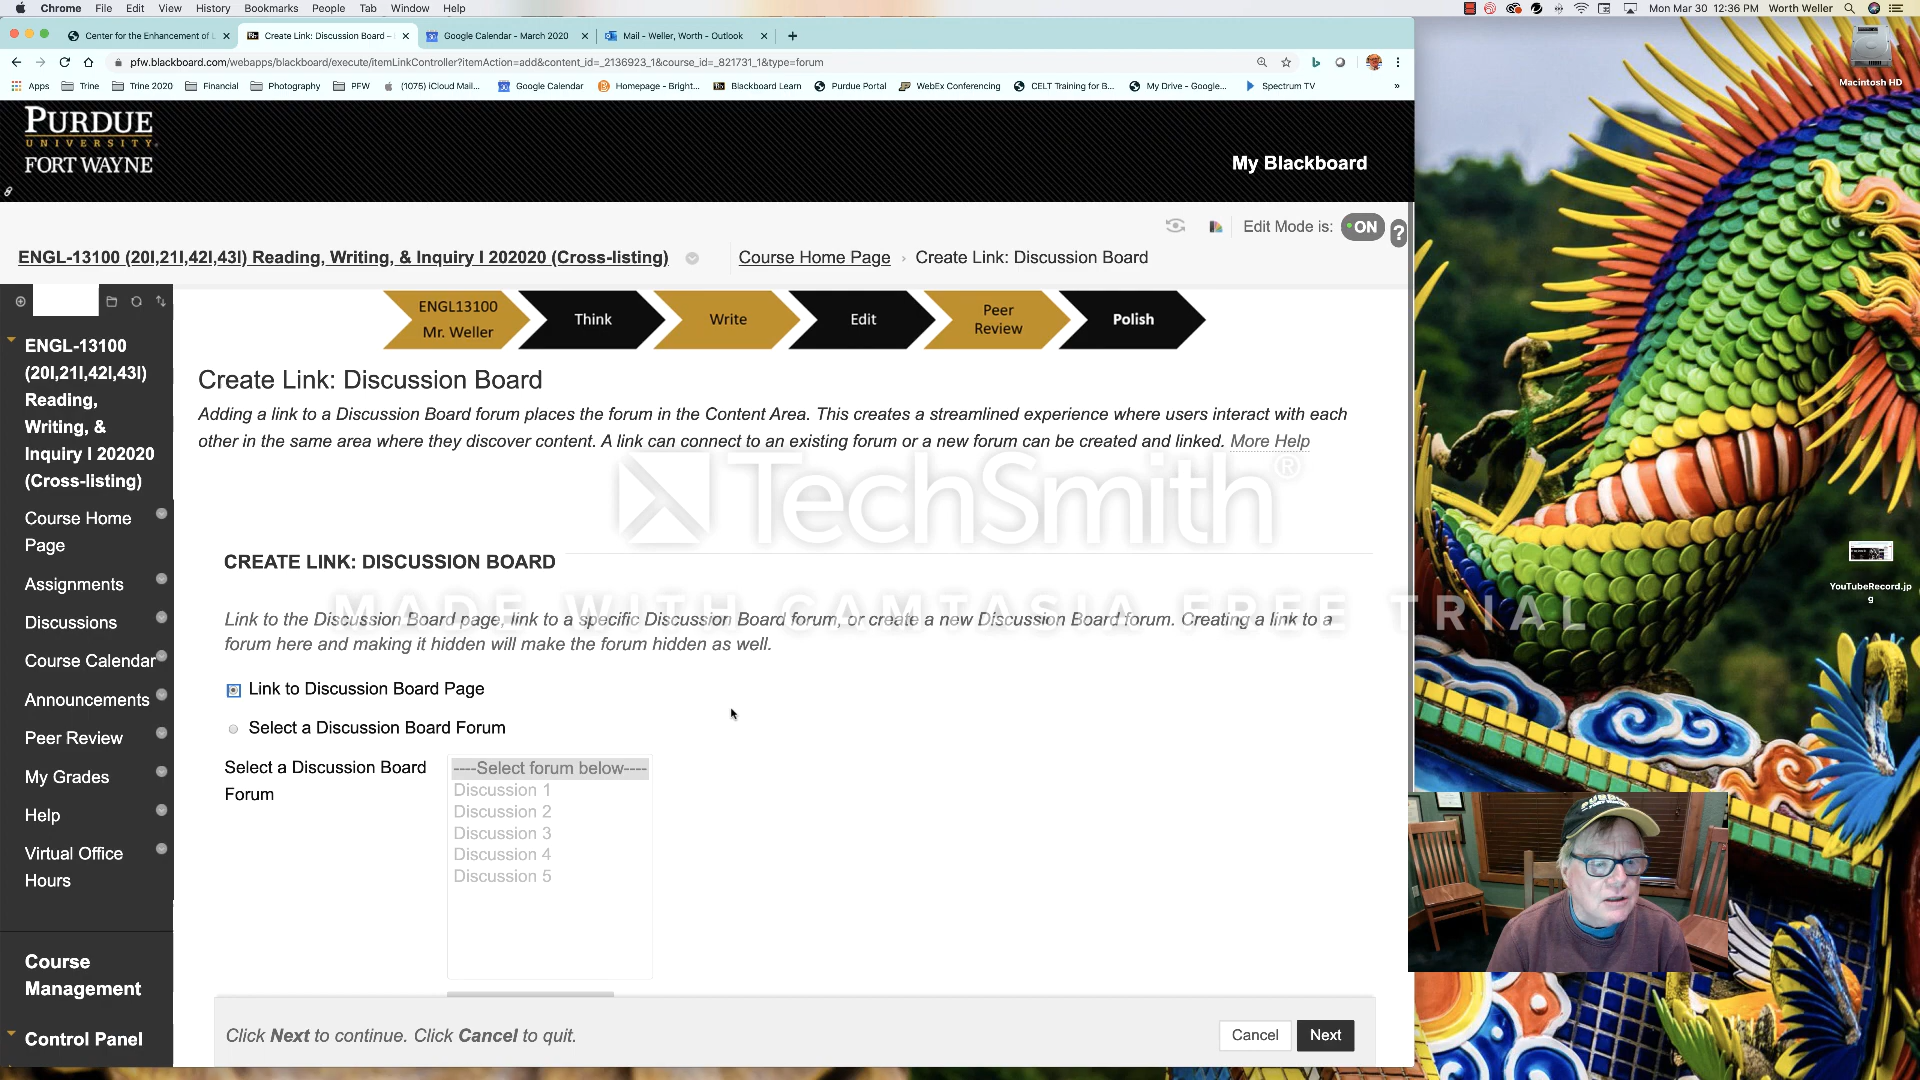 Chrome File Edit View History Bookmarks People Tab Window Help
Mon Mar 30 12:36 PM Worth Weller
Center for the Enhancement of L
Create Link: Discussion Board –
Google Calendar - March 2020
Mail - Weller, Worth - Outlook
pfw.blackboard.com/webapps/blackboard/execute/itemLinkController?itemAction=add&content_id=_2136923_1&course_id=_821731_1&type=forum
Apps Trine Trine 2020 Financial Photography PFW (1075) iCloud Mail... Google Calendar Homepage - Bright... Blackboard Learn Purdue Portal WebEx Conferencing CELT Training for B... My Drive - Google... Spectrum TV »
Macintosh HD
PURDUE
UNIVERSITY.
FORT WAYNE
My Blackboard
Edit Mode is: ON ?
ENGL-13100 (20I,21I,42I,43I) Reading, Writing, & Inquiry I 202020 (Cross-listing)
Course Home Page › Create Link: Discussion Board
ENGL13100
Mr. Weller
Think
Write
Edit
Peer
Review
Polish
ENGL-13100
(20I,21I,42I,43I)
Reading,
Writing, &
Inquiry I 202020
(Cross-listing)
Course Home
Page
Assignments
Discussions
Course Calendar
Announcements
Peer Review
My Grades
Help
Virtual Office
Hours
Course
Management
Control Panel
Create Link: Discussion Board
Adding a link to a Discussion Board forum places the forum in the Content Area. This creates a streamlined experience where users interact with each
other in the same area where they discover content. A link can connect to an existing forum or a new forum can be created and linked. More Help
TechSmith®
CREATE LINK: DISCUSSION BOARD
MADE WITH CAMTASIA FREE TRIAL
Link to the Discussion Board page, link to a specific Discussion Board forum, or create a new Discussion Board forum. Creating a link to a
forum here and making it hidden will make the forum hidden as well.
Link to Discussion Board Page
Select a Discussion Board Forum
Select a Discussion Board
Forum
----Select forum below----
Discussion 1
Discussion 2
Discussion 3
Discussion 4
Discussion 5
Click Next to continue. Click Cancel to quit.
Cancel
Next
YouTubeRecord.jp
g